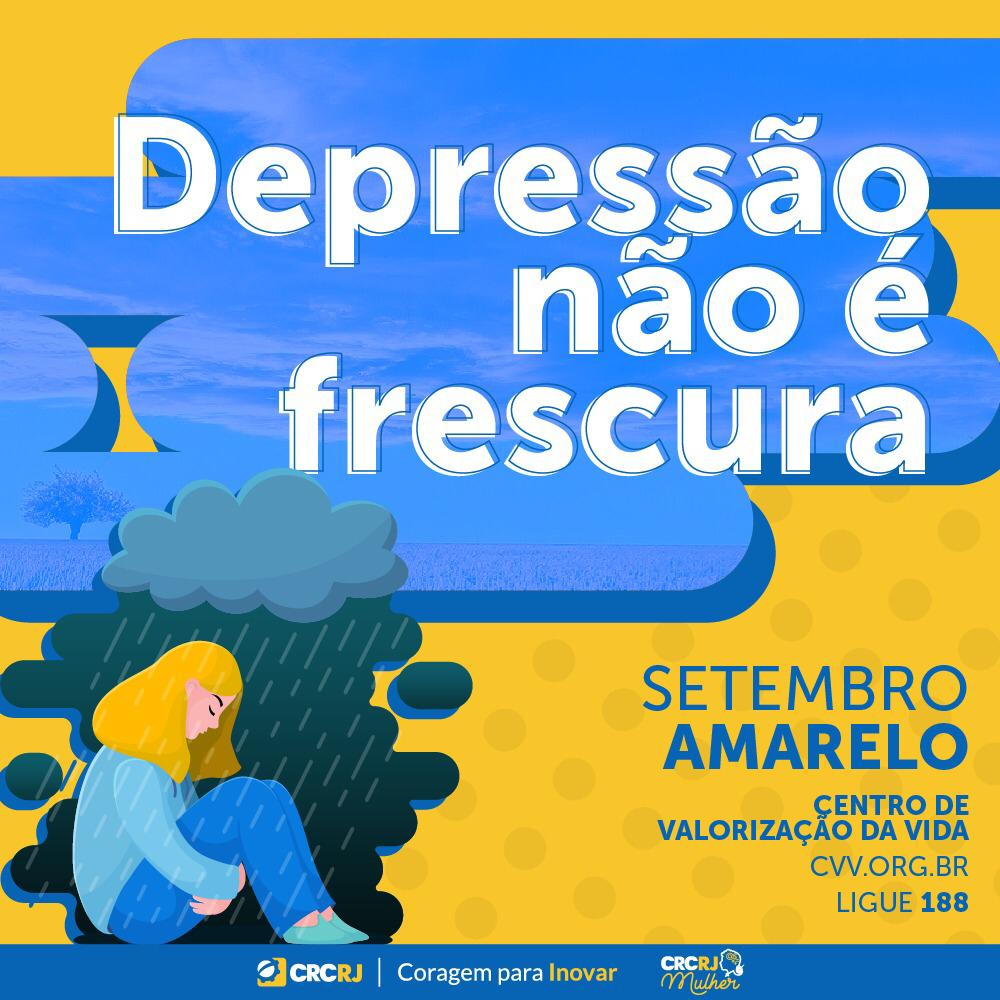 Depressão
não é
frescura
SETEMBRO
AMARELO
CENTRO DE
VALORIZAÇÃO DA VIDA
CVV.ORG.BR
LIGUE 188
CRCRJ | Coragem para Inovar
CRCRJ
Mulher